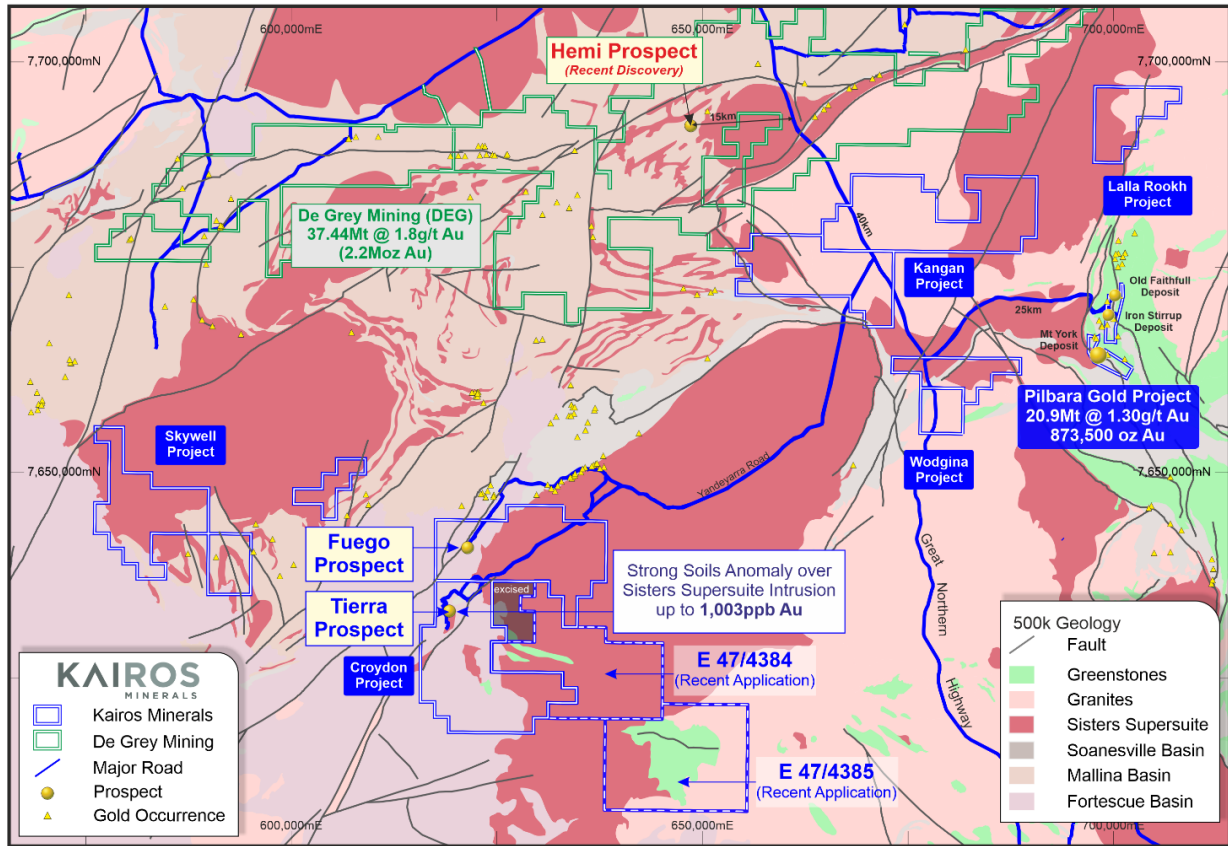 600,000mE
650,000mE
700,000mE
7,700,000mN
7,700,000mN
Hemi Prospect
(Recent Discovery)
15km
De Grey Mining (DEG)
37.44Mt @ 1.8g/t Au
(2.2Moz Au)
40km
Lalla Rookh
Project
Kangan
Project
Old Faithfull
Deposit
Iron Stirrup
Deposit
25km
Mt York
Deposit
Pilbara Gold Project
20.9Mt @ 1.30g/t Au
873,500 oz Au
Skywell
Project
7,650,000mN
7,650,000mN
Wodgina
Project
Yandeyarra Road
Fuego
Prospect
Great Northern Highway
Strong Soils Anomaly over
Sisters Supersuite Intrusion
up to 1,003ppb Au
excised
Tierra
Prospect
Croydon
Project
E 47/4384
(Recent Application)
E 47/4385
(Recent Application)
KAIROS
MINERALS
Kairos Minerals
De Grey Mining
Major Road
Prospect
Gold Occurrence
500k Geology
Fault
Greenstones
Granites
Sisters Supersuite
Soanesville Basin
Mallina Basin
Fortescue Basin
600,000mE
650,000mE
700,000mE